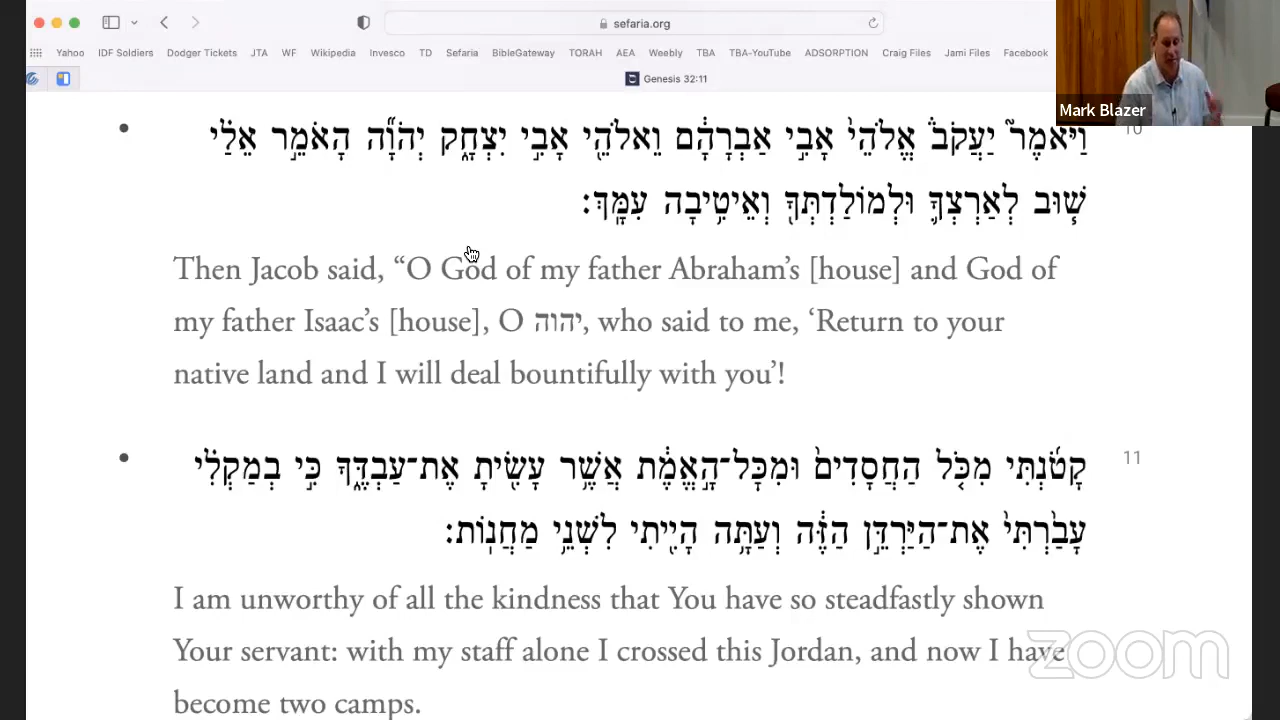 sefaria.org
Yahoo IDF Soldiers Dodger Tickets JTA WF Wikipedia Invesco TD Sefaria BibleGateway TORAH AEA Weebly TBA TBA-YouTube ADSORPTION Craig Files Jami Files Facebook
Genesis 32:11
Mark Blazer
10
וַיֹּאמֶר֮ יַעֲקֹב֒ אֱלֹהֵי֙ אָבִ֣י אַבְרָהָ֔ם וֵאלֹהֵ֖י אָבִ֣י יִצְחָ֑ק יְהֹוָ֞ה הָאֹמֵ֣ר אֵלַ֗י
שׁ֧וּב לְאַרְצְךָ֛ וּלְמוֹלַדְתְּךָ֖ וְאֵיטִ֥יבָה עִמָּֽךְ׃
Then Jacob said, “O God of my father Abraham’s [house] and God of
my father Isaac’s [house], O יהוה, who said to me, ‘Return to your
native land and I will deal bountifully with you’!
11
קָטֹ֜נְתִּי מִכֹּ֤ל הַחֲסָדִים֙ וּמִכׇּל־הָ֣אֱמֶ֔ת אֲשֶׁ֥ר עָשִׂ֖יתָ אֶת־עַבְדֶּ֑ךָ כִּ֣י בְמַקְלִ֗י
עָבַ֙רְתִּי֙ אֶת־הַיַּרְדֵּ֣ן הַזֶּ֔ה וְעַתָּ֥ה הָיִ֖יתִי לִשְׁנֵ֥י מַחֲנֽוֹת׃
I am unworthy of all the kindness that You have so steadfastly shown
Your servant: with my staff alone I crossed this Jordan, and now I have
become two camps.
zoom